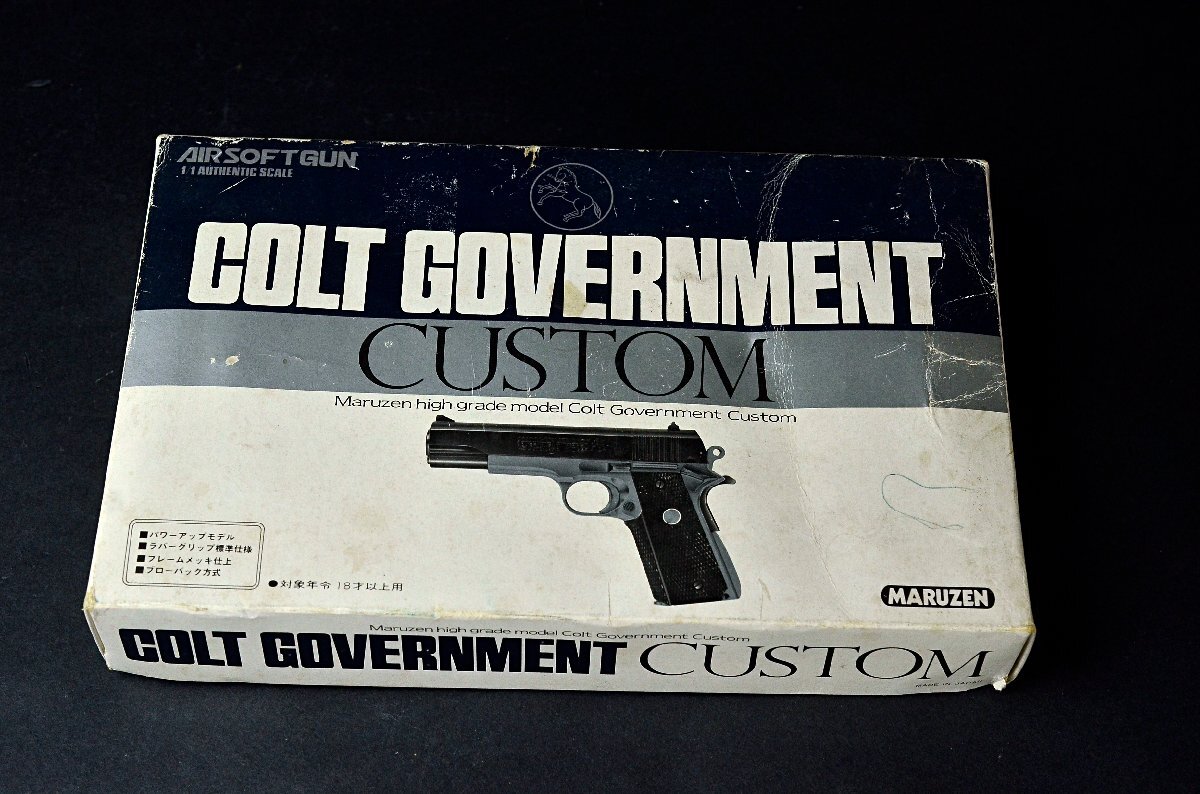 AIRSOFTGUN
1/1 AUTHENTIC SCALE
COLT GOVERNMENT
CUSTOM
Maruzen high grade model Colt Government Custom
■パワーアップモデル
■ラバーグリップ標準仕様
■フレームメッキ仕上
■ブローバック方式
●対象年令18才以上用
MARUZEN
Maruzen high grade model Colt Government Custom
COLT GOVERNMENT CUSTOM
MADE IN JAPAN